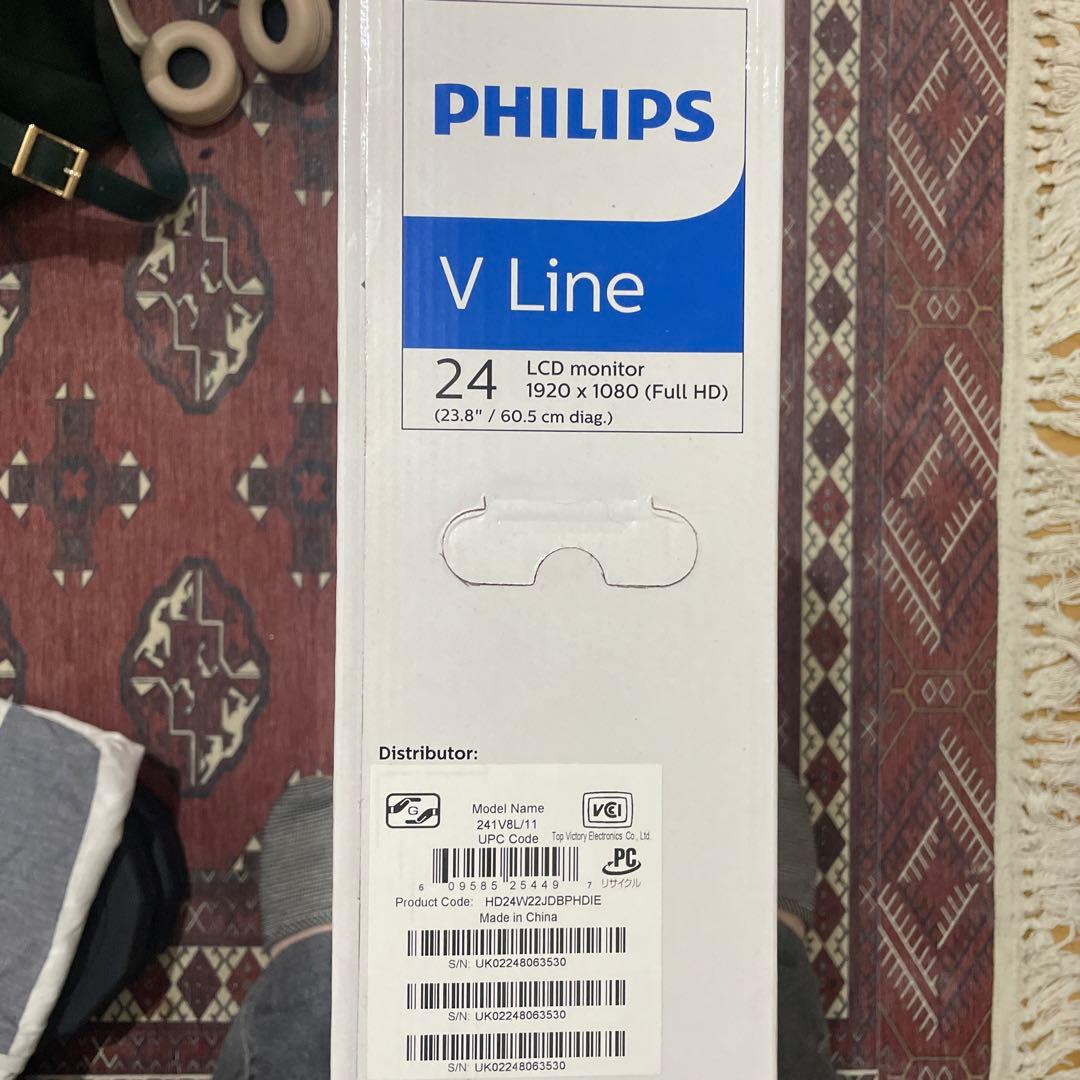 PHILIPS
V Line
24
LCD monitor
1920 x 1080 (Full HD)
(23.8" / 60.5 cm diag.)
Distributor:
G
Model Name
241V8L/11
UPC Code
VCCI
Top Victory Electronics Co., Ltd.
PC
リサイクル
6 09585 25449 7
Product Code: HD24W22JDBPHDIE
Made in China
S/N: UK02248063530
S/N: UK02248063530
S/N: UK02248063530